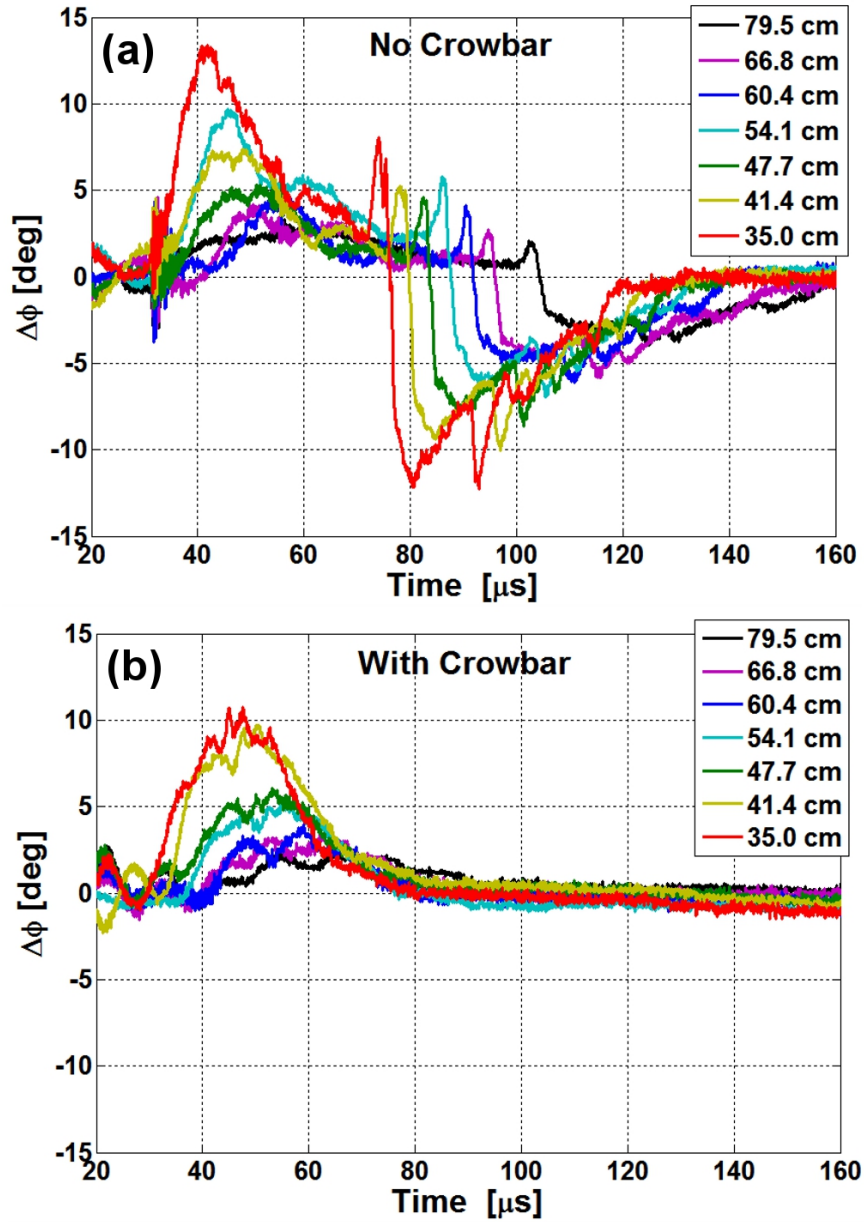 (a)
No Crowbar
79.5 cm
66.8 cm
60.4 cm
54.1 cm
47.7 cm
41.4 cm
35.0 cm
Δϕ [deg]
15
10
5
0
-5
-10
-15
20 40 60 80 100 120 140 160
Time [μs]
(b)
With Crowbar
79.5 cm
66.8 cm
60.4 cm
54.1 cm
47.7 cm
41.4 cm
35.0 cm
Δϕ [deg]
15
10
5
0
-5
-10
-15
20 40 60 80 100 120 140 160
Time [μs]